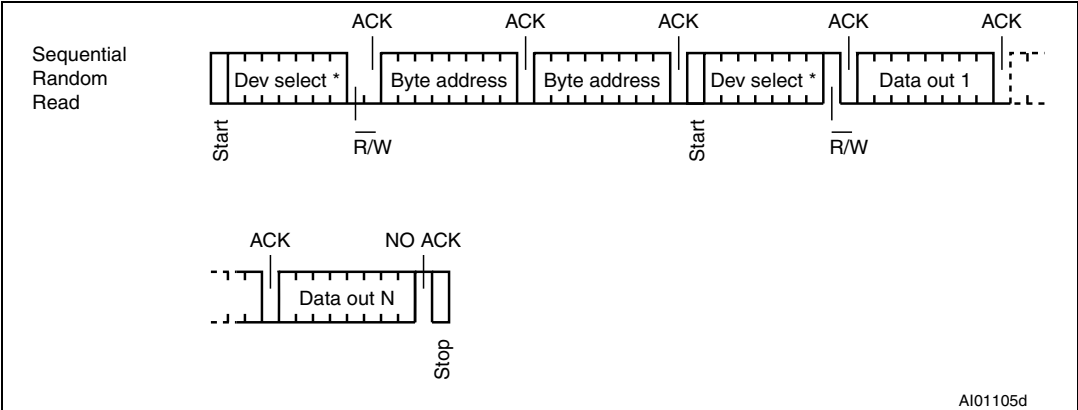 ACK ACK ACK ACK ACK
Sequential
Random
Read
Dev select * Byte address Byte address Dev select * Data out 1
Start R/W Start R/W
ACK NO ACK
Data out N
Stop
AI01105d